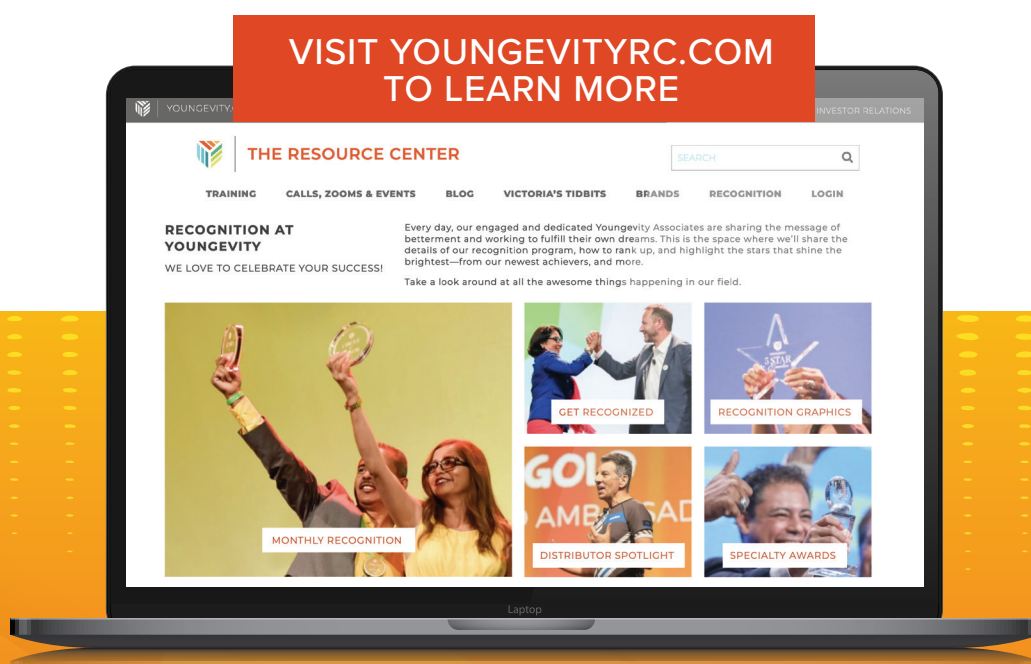 VISIT YOUNGEVITYRC.COM
TO LEARN MORE
INVESTOR RELATIONS
THE RESOURCE CENTER
SEARCH
TRAINING CALLS, ZOOMS & EVENTS BLOG VICTORIA'S TIDBITS BRANDS RECOGNITION LOGIN
RECOGNITION AT
YOUNGEVITY
WE LOVE TO CELEBRATE YOUR SUCCESS!
Every day, our engaged and dedicated Youngevity Associates are sharing the message of
betterment and working to fulfill their own dreams. This is the space where we'll share the
details of our recognition program, how to rank up, and highlight the stars that shine the
brightest—from our newest achievers, and more.
Take a look around at all the awesome things happening in our field.
5 STAR
GET RECOGNIZED
RECOGNITION GRAPHICS
MONTHLY RECOGNITION
DISTRIBUTOR SPOTLIGHT
SPECIALTY AWARDS
Laptop